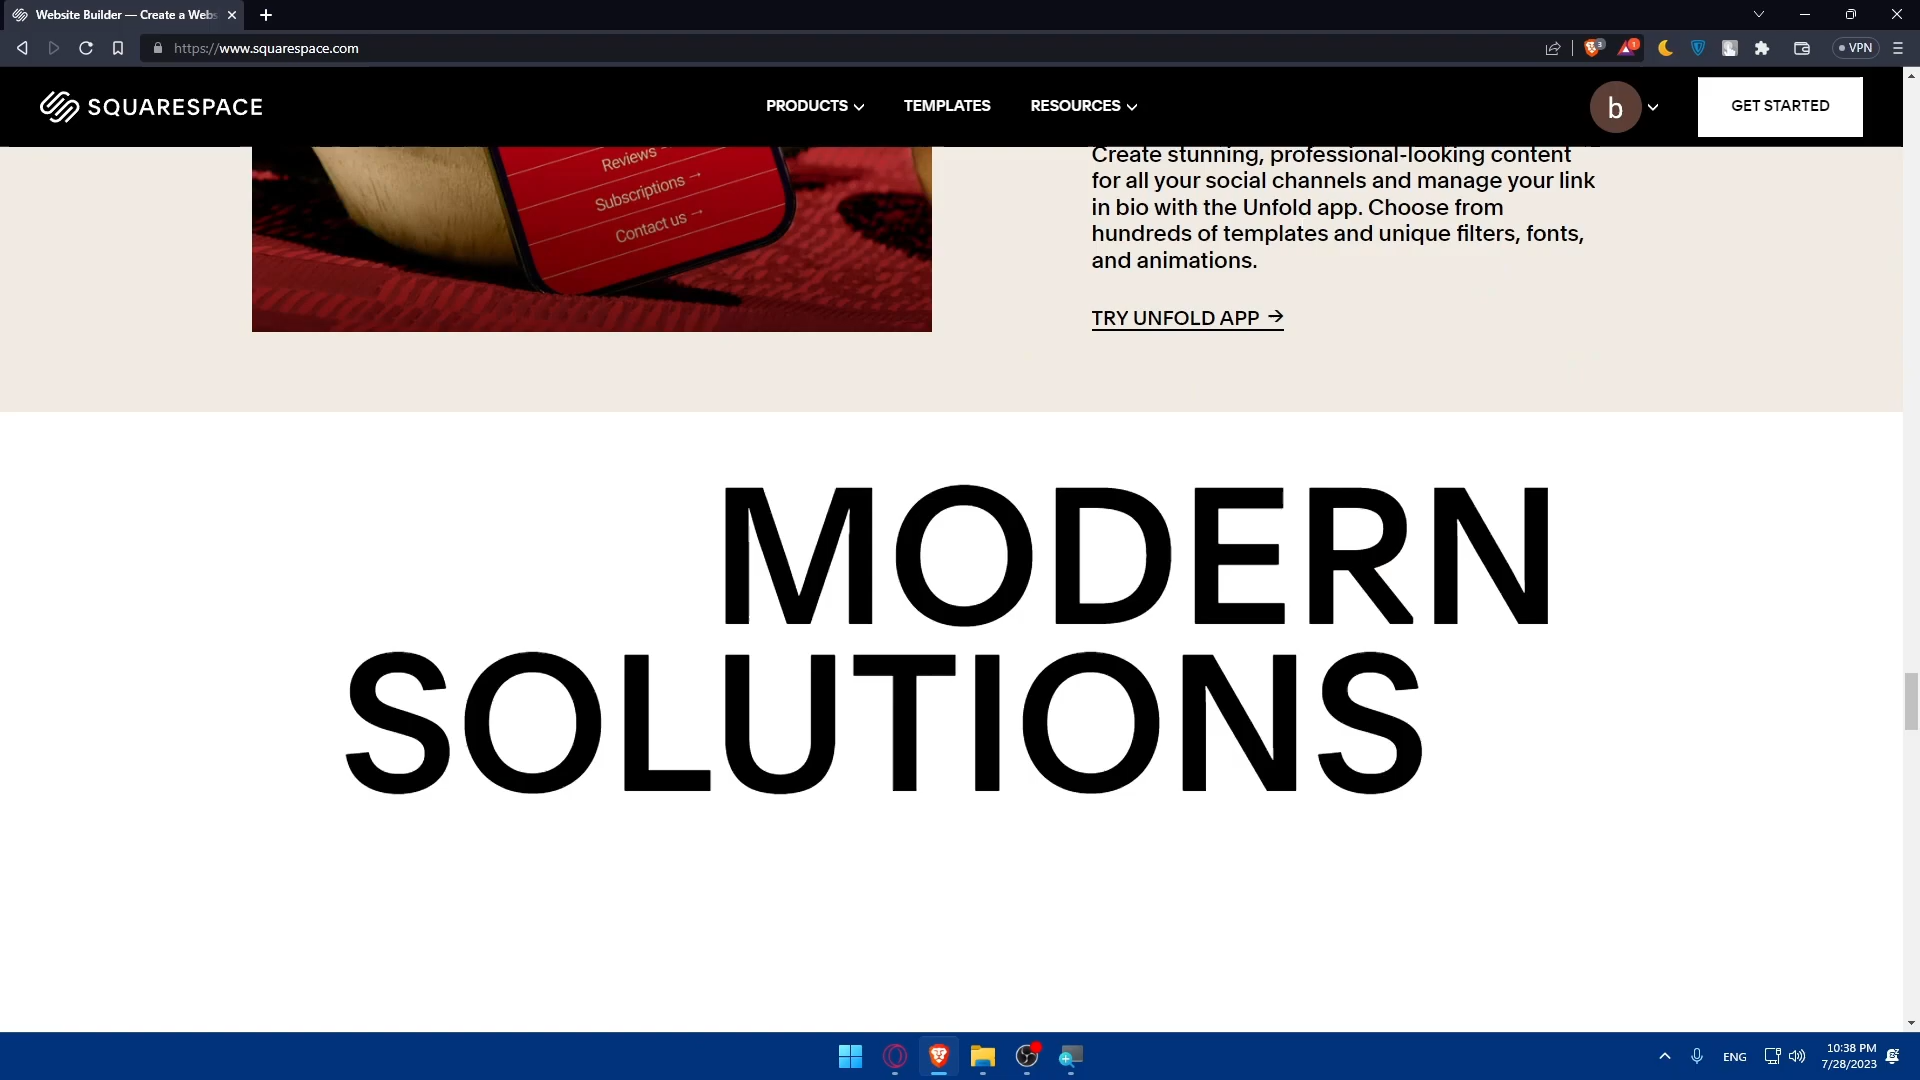 Website Builder — Create a Webs
https://www.squarespace.com
3
1
VPN
SQUARESPACE
PRODUCTS
TEMPLATES
RESOURCES
b
GET STARTED
Reviews
Subscriptions →
Contact us →
Create stunning, professional-looking content
for all your social channels and manage your link
in bio with the Unfold app. Choose from
hundreds of templates and unique filters, fonts,
and animations.
TRY UNFOLD APP →
MODERN
SOLUTIONS
ENG
10:38 PM
7/28/2023